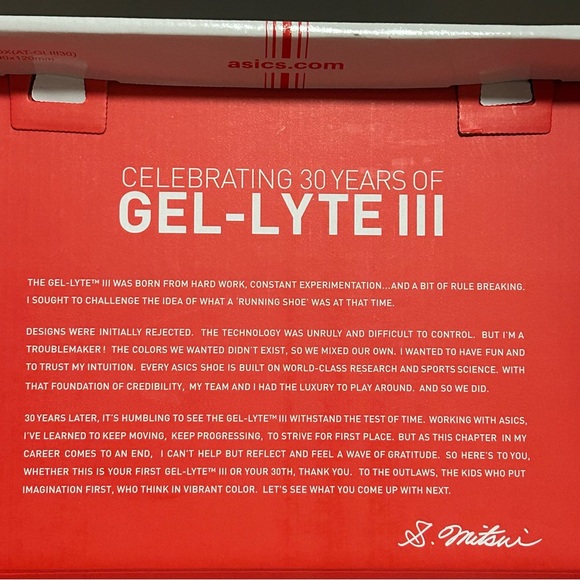 asics.com
CELEBRATING 30 YEARS OF
GEL-LYTE III
THE GEL-LYTE™ III WAS BORN FROM HARD WORK, CONSTANT EXPERIMENTATION...AND A BIT OF RULE BREAKING.
I SOUGHT TO CHALLENGE THE IDEA OF WHAT A 'RUNNING SHOE' WAS AT THAT TIME.
DESIGNS WERE INITIALLY REJECTED. THE TECHNOLOGY WAS UNRULY AND DIFFICULT TO CONTROL. BUT I'M A
TROUBLEMAKER! THE COLORS WE WANTED DIDN'T EXIST, SO WE MIXED OUR OWN. I WANTED TO HAVE FUN AND
TO TRUST MY INTUITION. EVERY ASICS SHOE IS BUILT ON WORLD-CLASS RESEARCH AND SPORTS SCIENCE. WITH
THAT FOUNDATION OF CREDIBILITY, MY TEAM AND I HAD THE LUXURY TO PLAY AROUND. AND SO WE DID.
30 YEARS LATER, IT'S HUMBLING TO SEE THE GEL-LYTE™ III WITHSTAND THE TEST OF TIME. WORKING WITH ASICS,
I'VE LEARNED TO KEEP MOVING, KEEP PROGRESSING, TO STRIVE FOR FIRST PLACE. BUT AS THIS CHAPTER IN MY
CAREER COMES TO AN END, I CAN'T HELP BUT REFLECT AND FEEL A WAVE OF GRATITUDE. SO HERE'S TO YOU,
WHETHER THIS IS YOUR FIRST GEL-LYTE™ III OR YOUR 30TH, THANK YOU. TO THE OUTLAWS, THE KIDS WHO PUT
IMAGINATION FIRST, WHO THINK IN VIBRANT COLOR. LET'S SEE WHAT YOU COME UP WITH NEXT.
S. Mitsui